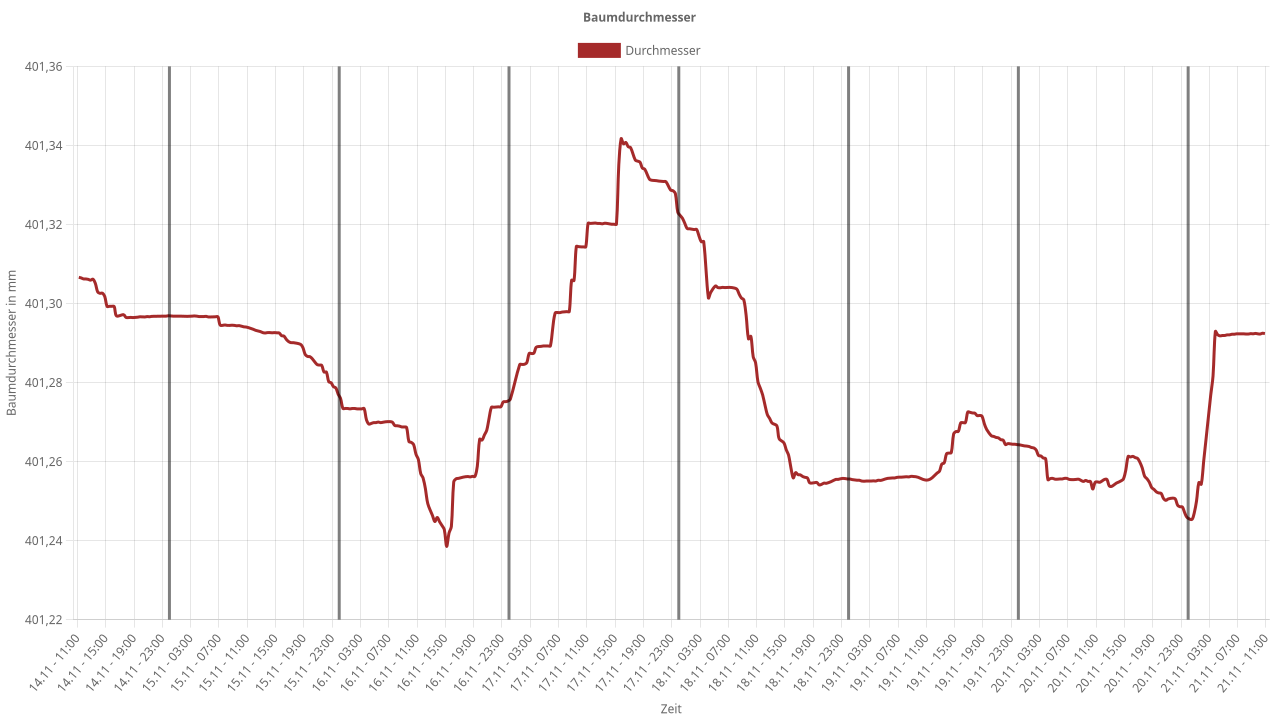 Baumdurchmesser
Durchmesser
401,36
401,34
401,32
401,30
401,28
401,26
401,24
401,22
Baumdurchmesser in mm
14.11 - 11:00
14.11 - 15:00
14.11 - 19:00
14.11 - 23:00
15.11 - 03:00
15.11 - 07:00
15.11 - 11:00
15.11 - 15:00
15.11 - 19:00
15.11 - 23:00
16.11 - 03:00
16.11 - 07:00
16.11 - 11:00
16.11 - 15:00
16.11 - 19:00
16.11 - 23:00
17.11 - 03:00
17.11 - 07:00
17.11 - 11:00
17.11 - 15:00
17.11 - 19:00
17.11 - 23:00
18.11 - 03:00
18.11 - 07:00
18.11 - 11:00
18.11 - 15:00
18.11 - 19:00
18.11 - 23:00
19.11 - 03:00
19.11 - 07:00
19.11 - 11:00
19.11 - 15:00
19.11 - 19:00
19.11 - 23:00
20.11 - 03:00
20.11 - 07:00
20.11 - 11:00
20.11 - 15:00
20.11 - 19:00
20.11 - 23:00
21.11 - 03:00
21.11 - 07:00
21.11 - 11:00
Zeit